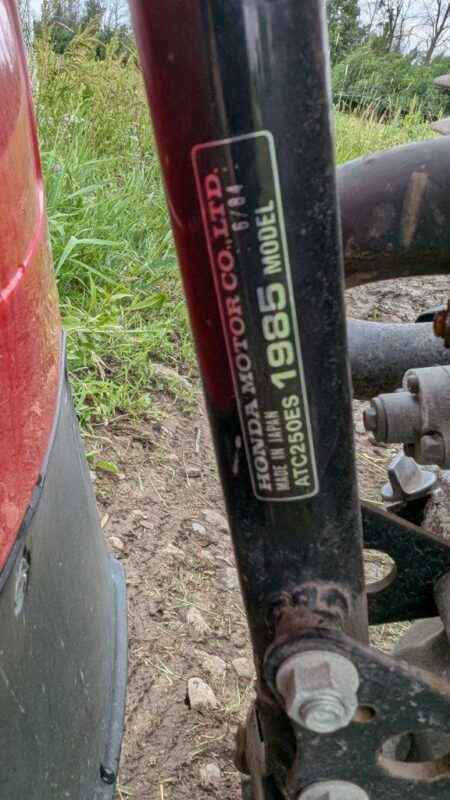 HONDA MOTOR CO., LTD. 6/84
MADE IN JAPAN
ATC250ES 1985 MODEL